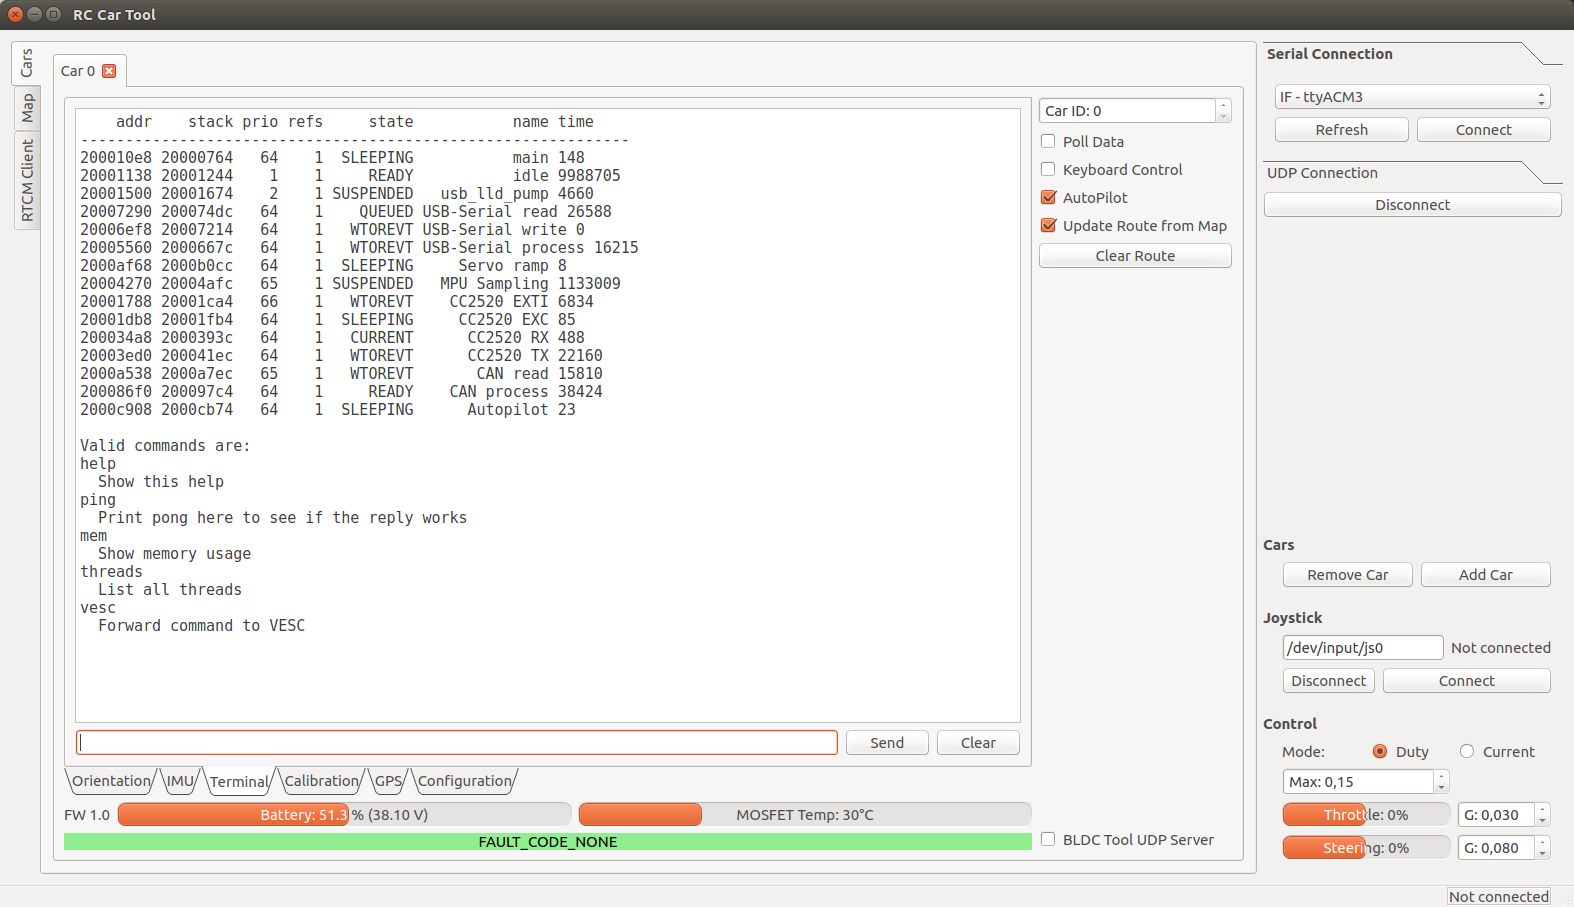 RC Car Tool
Cars
Map
RTCM Client
Car 0
addr    stack prio refs     state           name time
-------------------------------------------------------------
200010e8 20000764   64    1  SLEEPING           main 148
20001138 20001244    1    1     READY           idle 9988705
20001500 20001674    2    1 SUSPENDED   usb_lld_pump 4660
20007290 200074dc   64    1    QUEUED USB-Serial read 26588
20006ef8 20007214   64    1   WTOREVT USB-Serial write 0
20005560 2000667c   64    1   WTOREVT USB-Serial process 16215
2000af68 2000b0cc   64    1  SLEEPING     Servo ramp 8
20004270 20004afc   65    1 SUSPENDED   MPU Sampling 1133009
20001788 20001ca4   66    1   WTOREVT    CC2520 EXTI 6834
20001db8 20001fb4   64    1  SLEEPING     CC2520 EXC 85
200034a8 2000393c   64    1   CURRENT      CC2520 RX 488
20003ed0 200041ec   64    1   WTOREVT      CC2520 TX 22160
2000a538 2000a7ec   65    1   WTOREVT       CAN read 15810
200086f0 200097c4   64    1     READY    CAN process 38424
2000c908 2000cb74   64    1  SLEEPING      Autopilot 23
Valid commands are:
help
Show this help
ping
Print pong here to see if the reply works
mem
Show memory usage
threads
List all threads
vesc
Forward command to VESC
Send
Clear
Orientation
IMU
Terminal
Calibration
GPS
Configuration
FW 1.0
Battery: 51.3 % (38.10 V)
MOSFET Temp: 30°C
FAULT_CODE_NONE
Car ID: 0
Poll Data
Keyboard Control
AutoPilot
Update Route from Map
Clear Route
BLDC Tool UDP Server
Serial Connection
IF - ttyACM3
Refresh
Connect
UDP Connection
Disconnect
Cars
Remove Car
Add Car
Joystick
/dev/input/js0
Not connected
Disconnect
Connect
Control
Mode:
Duty
Current
Max: 0,15
Throttle: 0%
G: 0,030
Steering: 0%
G: 0,080
Not connected